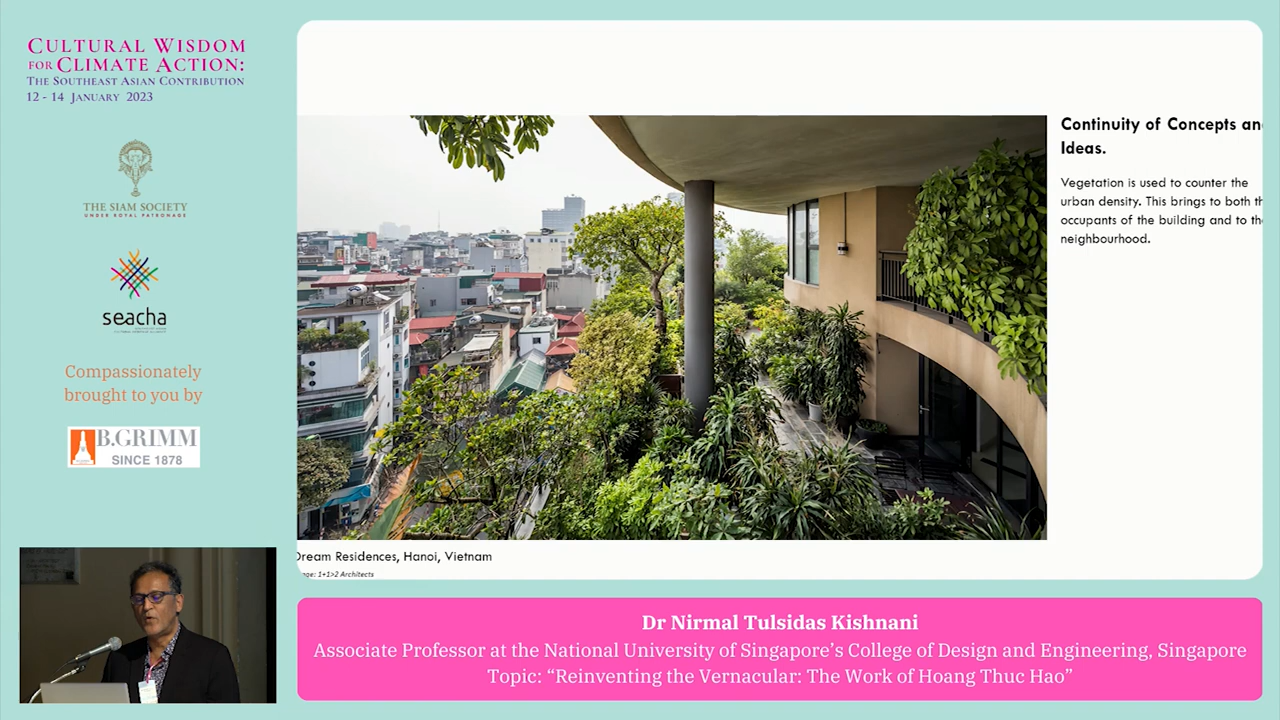 CULTURAL WISDOM
FOR CLIMATE ACTION:
THE SOUTHEAST ASIAN CONTRIBUTION
12 - 14 JANUARY 2023
THE SIAM SOCIETY
UNDER ROYAL PATRONAGE
seacha
Compassionately
brought to you by
B.GRIMM
SINCE 1878
Continuity of Concepts an
Ideas.
Vegetation is used to counter the
urban density. This brings to both th
occupants of the building and to th
neighbourhood.
Dream Residences, Hanoi, Vietnam
age: 1+1>2 Architects
Dr Nirmal Tulsidas Kishnani
Associate Professor at the National University of Singapore's College of Design and Engineering, Singapore
Topic: “Reinventing the Vernacular: The Work of Hoang Thuc Hao”